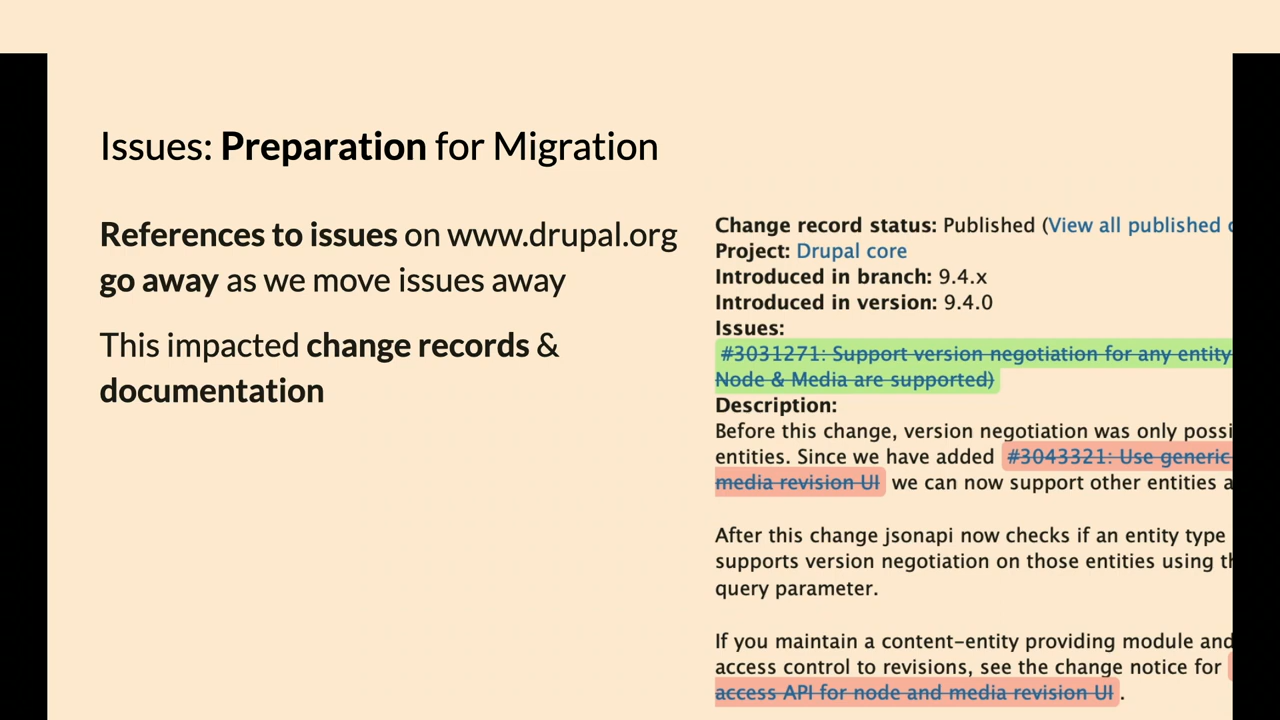 Issues: Preparation for Migration
References to issues on www.drupal.org
go away as we move issues away
This impacted change records &
documentation
Change record status: Published (View all published
Project: Drupal core
Introduced in branch: 9.4.x
Introduced in version: 9.4.0
Issues:
#3031271: Support version negotiation for any entity
Node & Media are supported)
Description:
Before this change, version negotiation was only possi
entities. Since we have added #3043321: Use generic
media revision UI we can now support other entities a
After this change jsonapi now checks if an entity type
supports version negotiation on those entities using th
query parameter.
If you maintain a content-entity providing module and
access control to revisions, see the change notice for
access API for node and media revision UI.